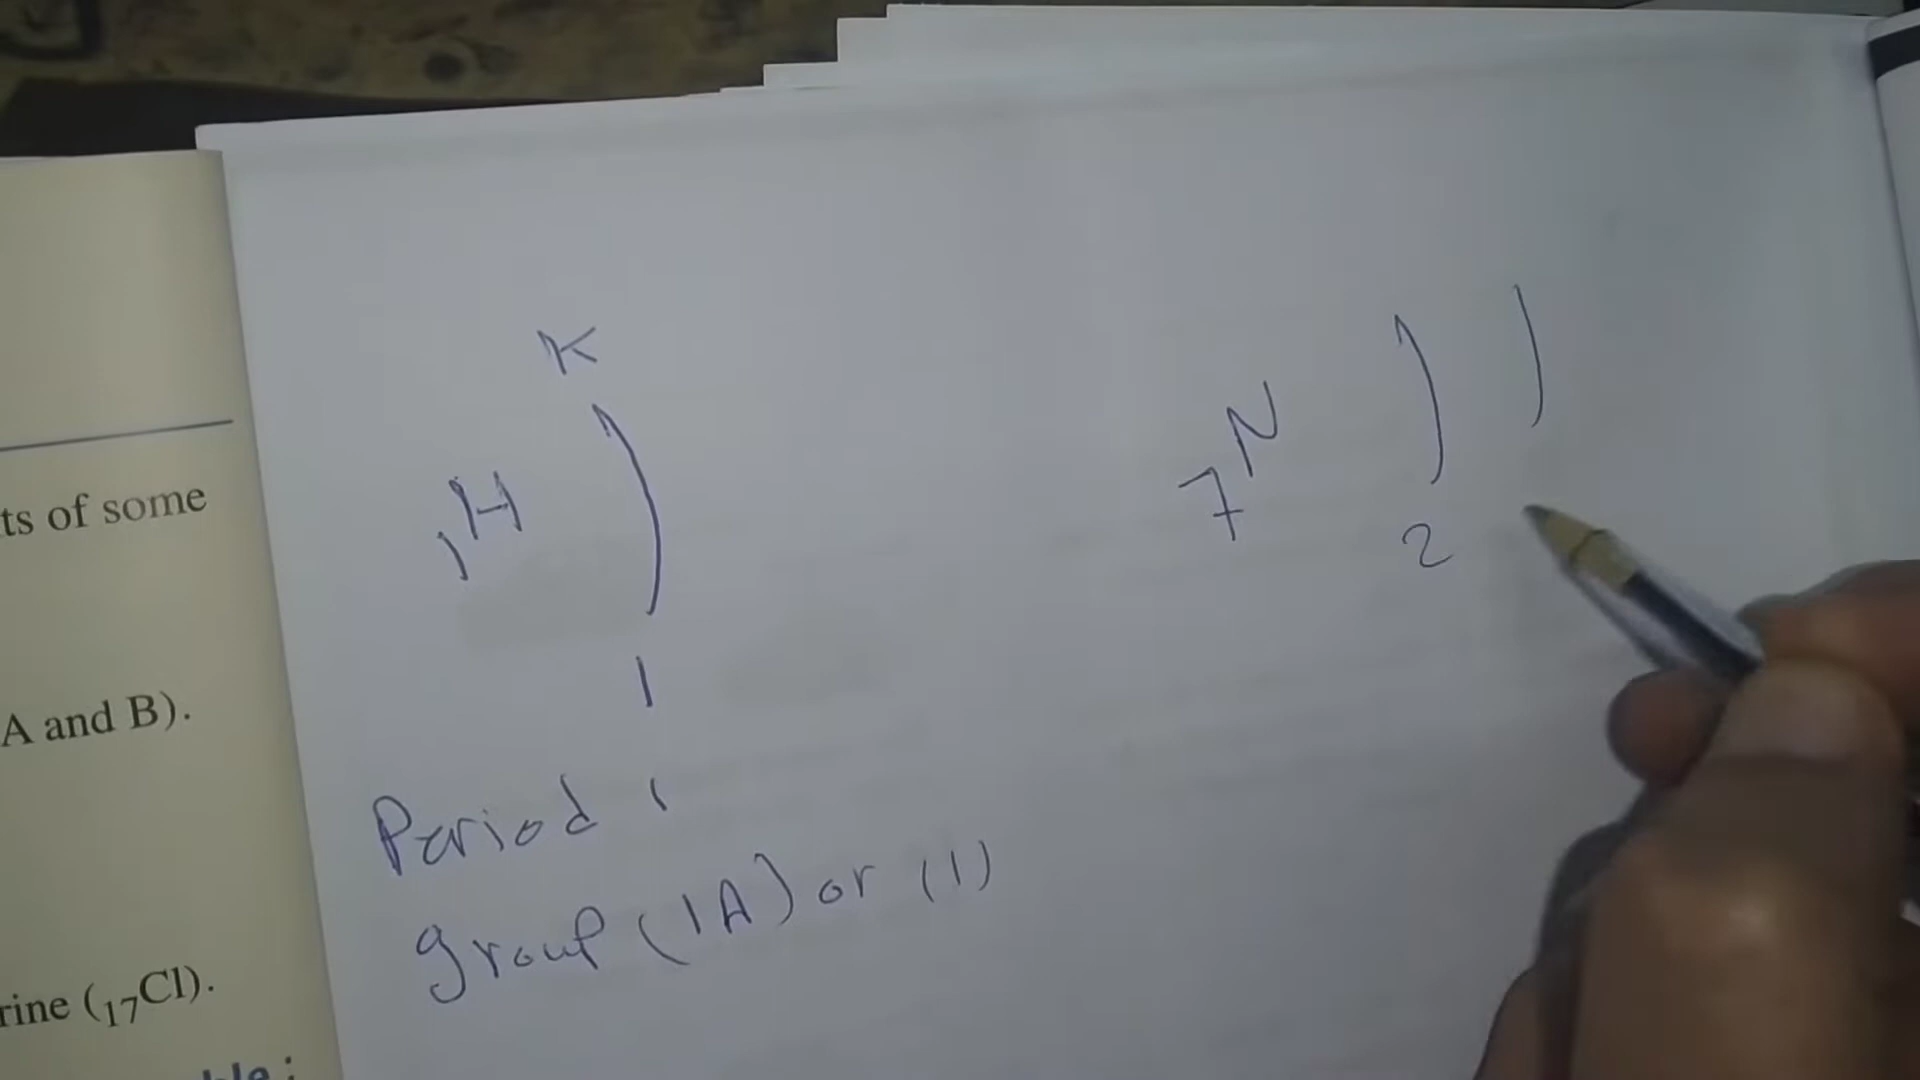 ts of some
A and B).
rine (₁₇Cl).
K
₁H
1
Period 1
group (1A) or (1)
₇N
2